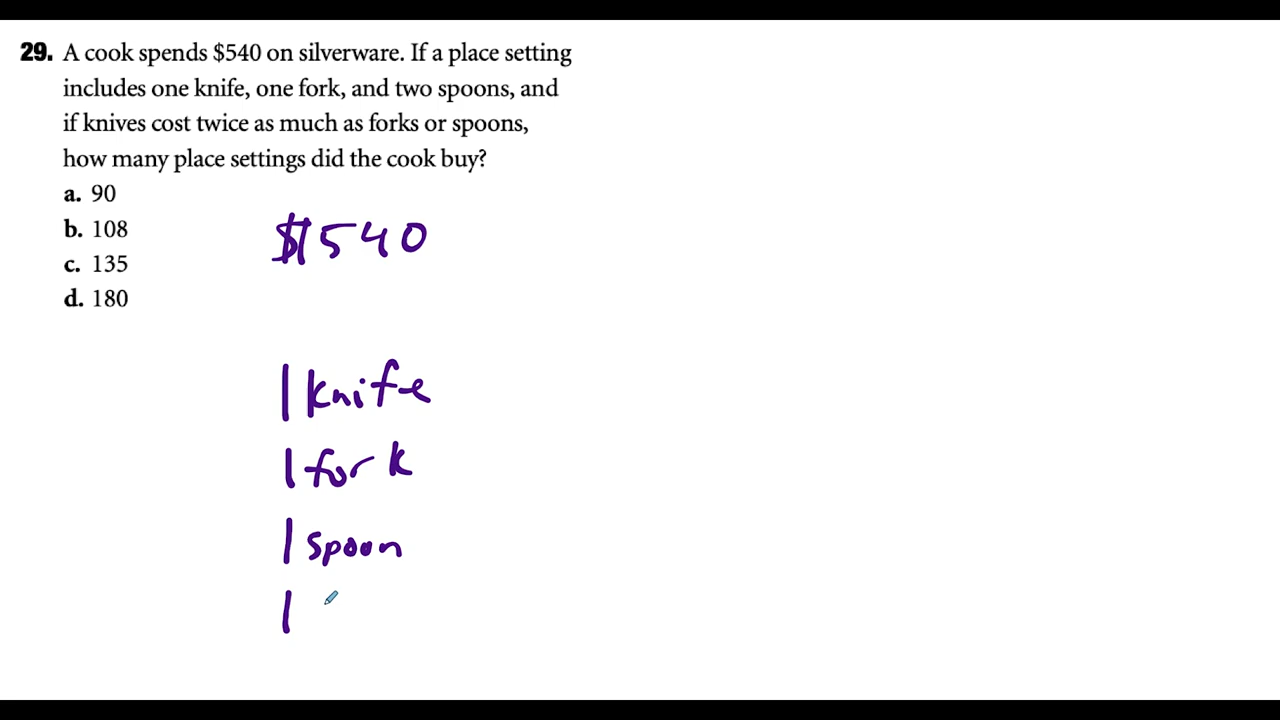 29. A cook spends $540 on silverware. If a place setting
includes one knife, one fork, and two spoons, and
if knives cost twice as much as forks or spoons,
how many place settings did the cook buy?
a. 90
b. 108
c. 135
d. 180
$540
1 knife
1 fork
1 spoon
1